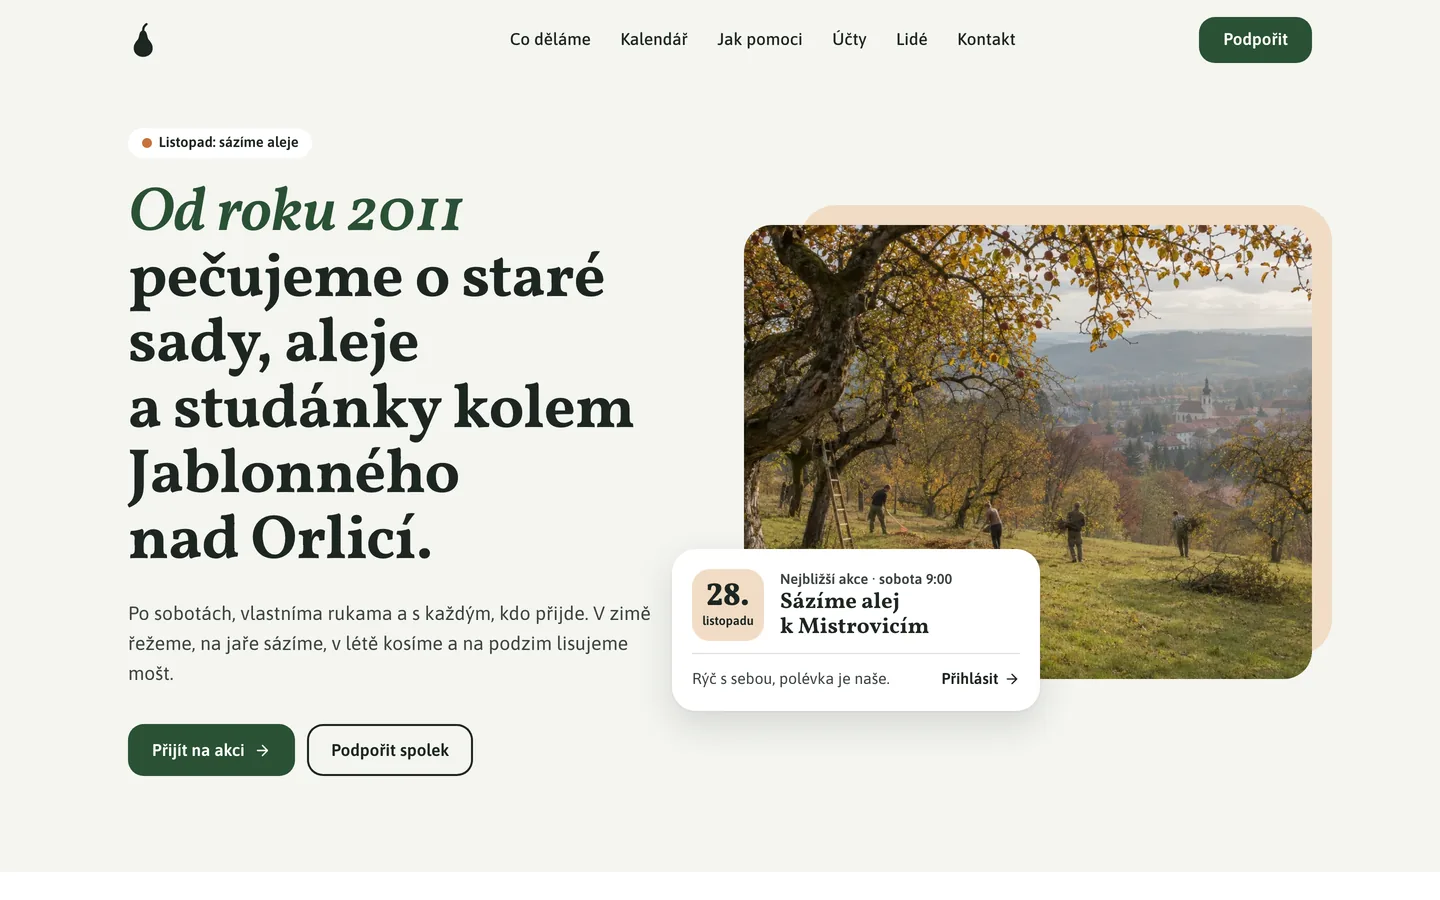 Co děláme
Kalendář
Jak pomoci
Účty
Lidé
Kontakt
Podpořit
Listopad: sázíme aleje
Od roku 2011
pečujeme o staré
sady, aleje
a studánky kolem
Jablonného
nad Orlicí.
Po sobotách, vlastníma rukama a s každým, kdo přijde. V zimě
řežeme, na jaře sázíme, v létě kosíme a na podzim lisujeme
mošt.
Přijít na akci →
Podpořit spolek
28.
listopadu
Nejbližší akce · sobota 9:00
Sázíme alej
k Mistrovicím
Rýč s sebou, polévka je naše.
Přihlásit →